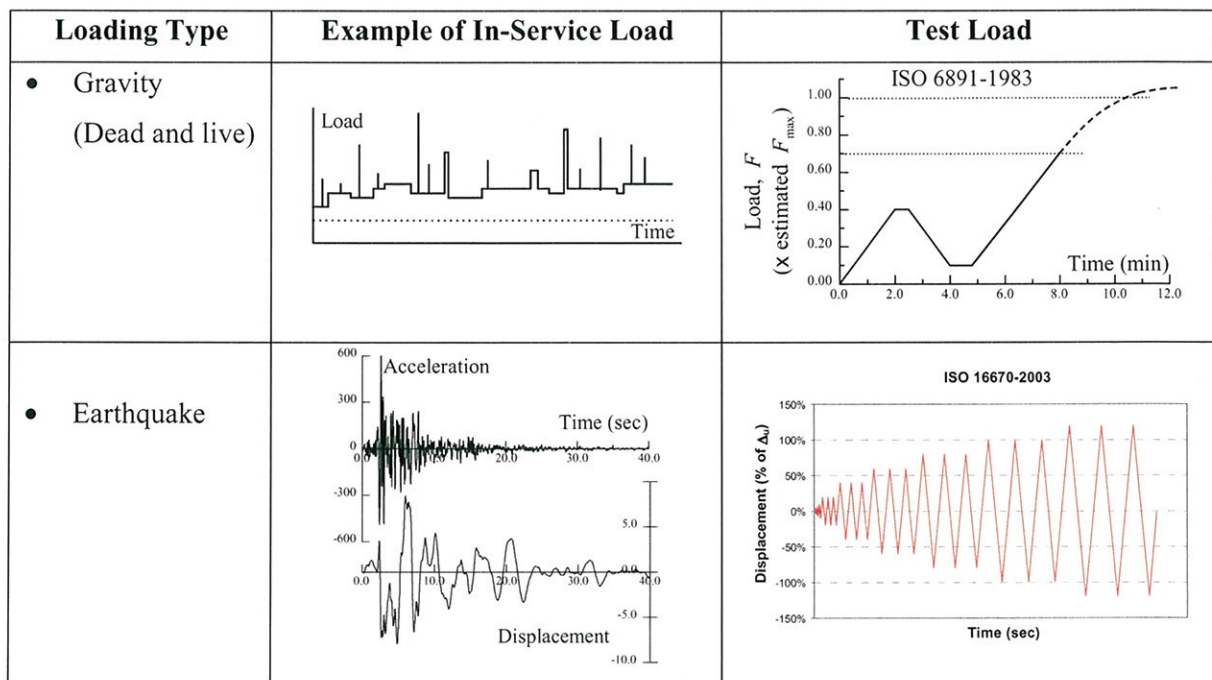 Loading Type
Example of In-Service Load
Test Load
• Gravity
(Dead and live)
Load
Time
ISO 6891-1983
Load, F
(x estimated Fmax)
1.00
0.80
0.60
0.40
0.20
0.00
0.0 2.0 4.0 6.0 8.0 10.0 12.0
Time (min)
• Earthquake
600
300
0
-300
-600
Acceleration
Time (sec)
0.0 10.0 20.0 30.0 40.0
5.0
0.0
-5.0
-10.0
0.0 10.0 20.0 30.0 40.0
Displacement
ISO 16670-2003
Displacement (% of Δu)
150%
100%
50%
0%
-50%
-100%
-150%
Time (sec)